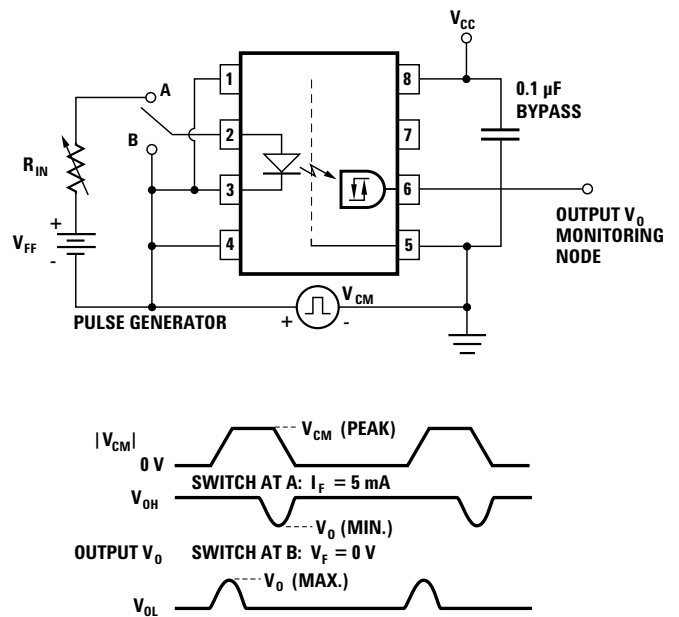 V_CC
1
8
A
0.1 µF
BYPASS
2
7
B
R_IN
3
6
OUTPUT V_O
MONITORING
NODE
+
V_FF
-
4
5
V_CM
PULSE GENERATOR
+
-
|V_CM|
V_CM (PEAK)
0 V
SWITCH AT A: I_F = 5 mA
V_OH
V_O (MIN.)
OUTPUT V_O
SWITCH AT B: V_F = 0 V
V_O (MAX.)
V_OL